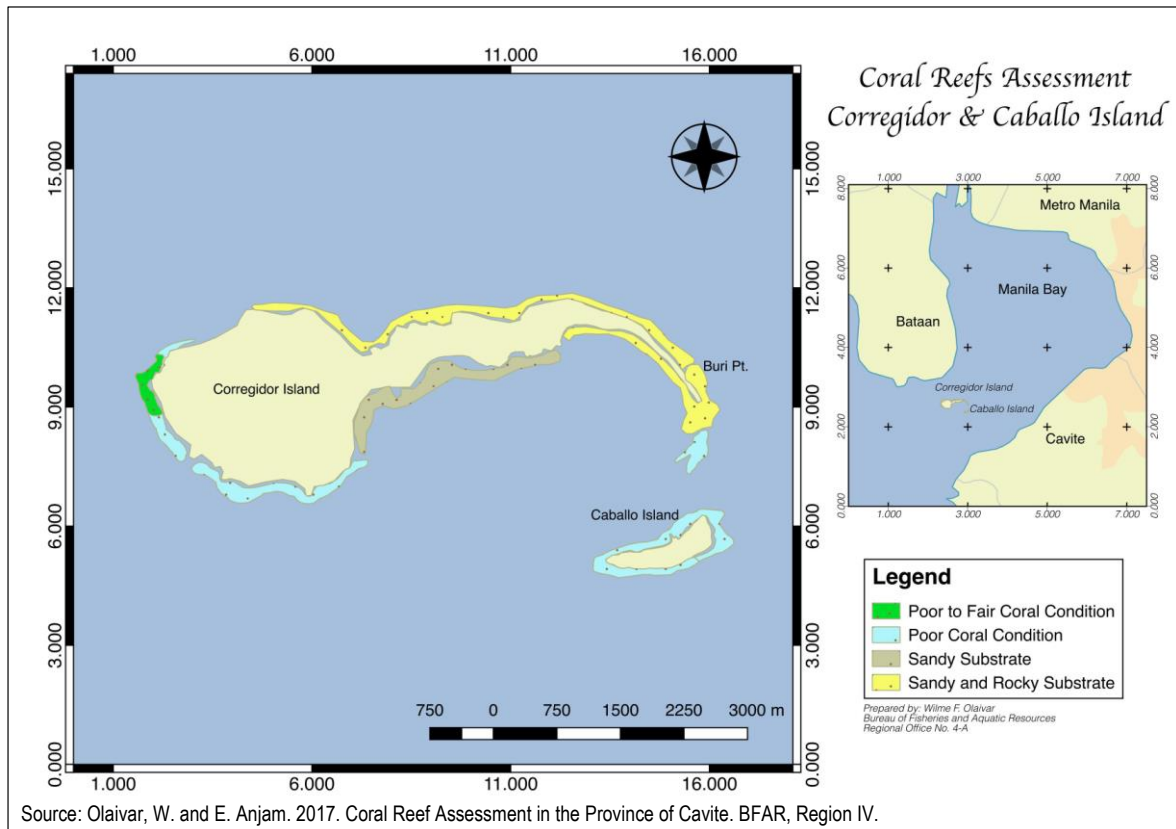 Coral Reefs Assessment
Corregidor & Caballo Island
1.000 6.000 11.000 16.000
15.000
12.000
9.000
6.000
3.000
0.000
15.000
12.000
9.000
6.000
3.000
0.000
Corregidor Island
Buri Pt.
Caballo Island
750 0 750 1500 2250 3000 m
1.000 6.000 11.000 16.000
1.000 3.000 5.000 7.000
8.000
6.000
4.000
2.000
0.000
8.000
6.000
4.000
2.000
0.000
Metro Manila
Manila Bay
Bataan
Corregidor Island
Caballo Island
Cavite
1.000 3.000 5.000 7.000
Legend
Poor to Fair Coral Condition
Poor Coral Condition
Sandy Substrate
Sandy and Rocky Substrate
Prepared by: Wilme F. Olaivar
Bureau of Fisheries and Aquatic Resources
Regional Office No. 4-A
Source: Olaivar, W. and E. Anjam. 2017. Coral Reef Assessment in the Province of Cavite. BFAR, Region IV.